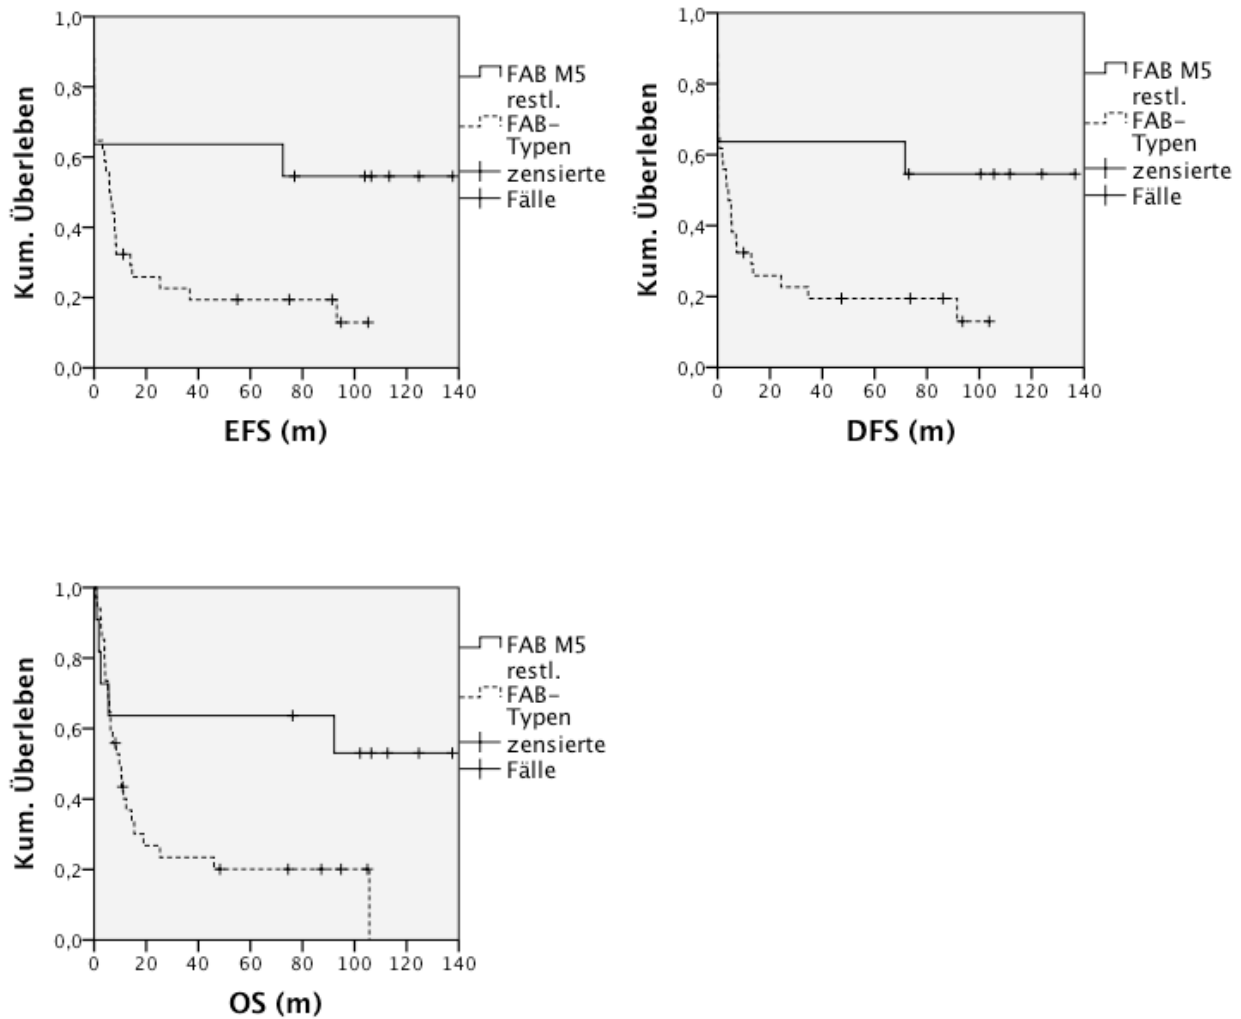 1,0
0,8
0,6
0,4
0,2
0,0
Kum. Überleben
0 20 40 60 80 100 120 140
EFS (m)
FAB M5
restl.
FAB-
Typen
zensierte
Fälle
1,0
0,8
0,6
0,4
0,2
0,0
Kum. Überleben
0 20 40 60 80 100 120 140
DFS (m)
FAB M5
restl.
FAB-
Typen
zensierte
Fälle
1,0
0,8
0,6
0,4
0,2
0,0
Kum. Überleben
0 20 40 60 80 100 120 140
OS (m)
FAB M5
restl.
FAB-
Typen
zensierte
Fälle